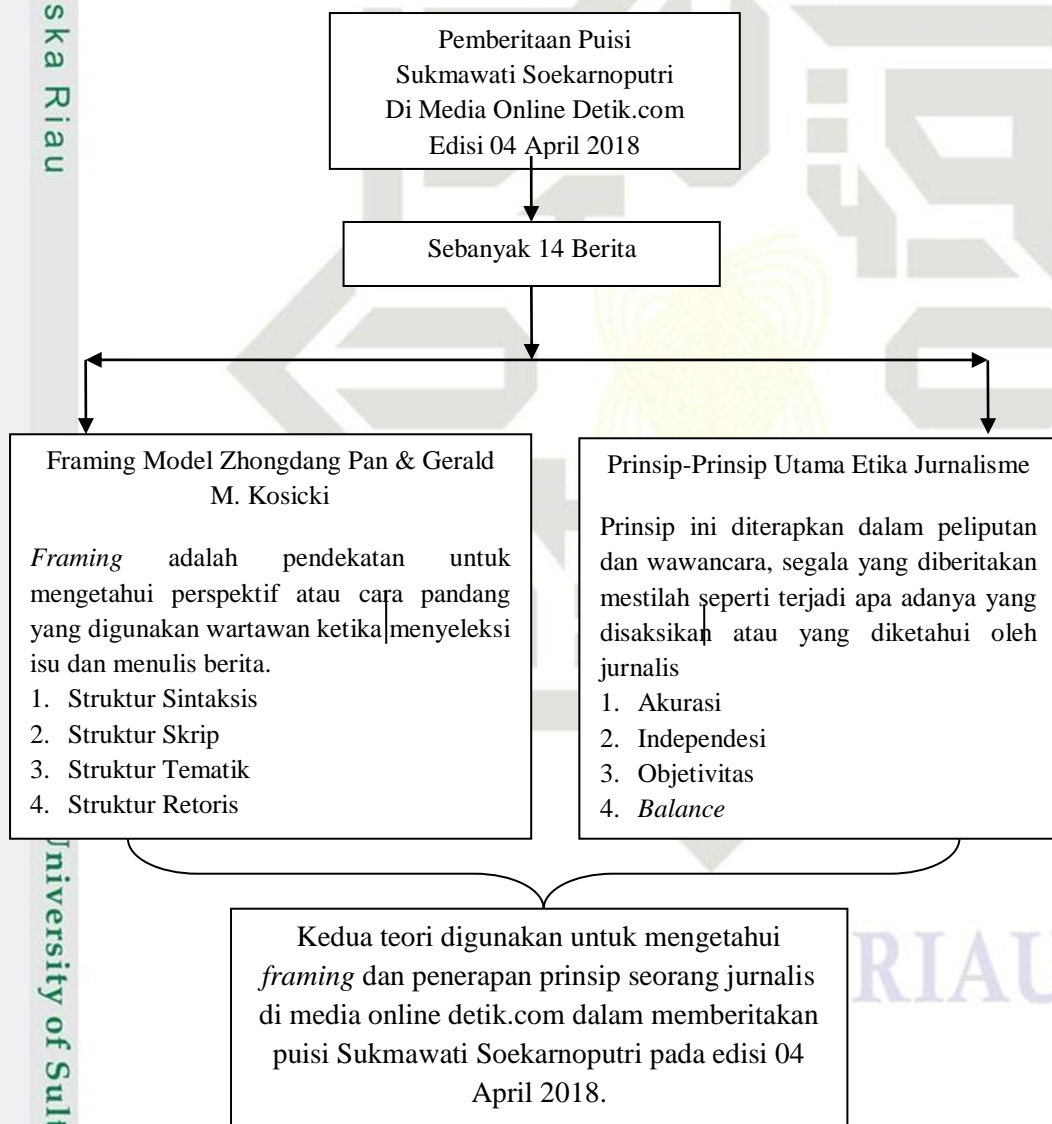 ska Riau
Pemberitaan Puisi
Sukmawati Soekarnoputri
Di Media Online Detik.com
Edisi 04 April 2018
Sebanyak 14 Berita
Framing Model Zhongdang Pan & Gerald
M. Kosicki
Framing adalah pendekatan untuk
mengetahui perspektif atau cara pandang
yang digunakan wartawan ketika menyeleksi
isu dan menulis berita.
1. Struktur Sintaksis
2. Struktur Skrip
3. Struktur Tematik
4. Struktur Retoris
Prinsip-Prinsip Utama Etika Jurnalisme
Prinsip ini diterapkan dalam peliputan
dan wawancara, segala yang diberitakan
mestilah seperti terjadi apa adanya yang
disaksikan atau yang diketahui oleh
jurnalis
1. Akurasi
2. Independesi
3. Objetivitas
4. Balance
University of Sult
Kedua teori digunakan untuk mengetahui
framing dan penerapan prinsip seorang jurnalis
di media online detik.com dalam memberitakan
puisi Sukmawati Soekarnoputri pada edisi 04
April 2018.
RIAU